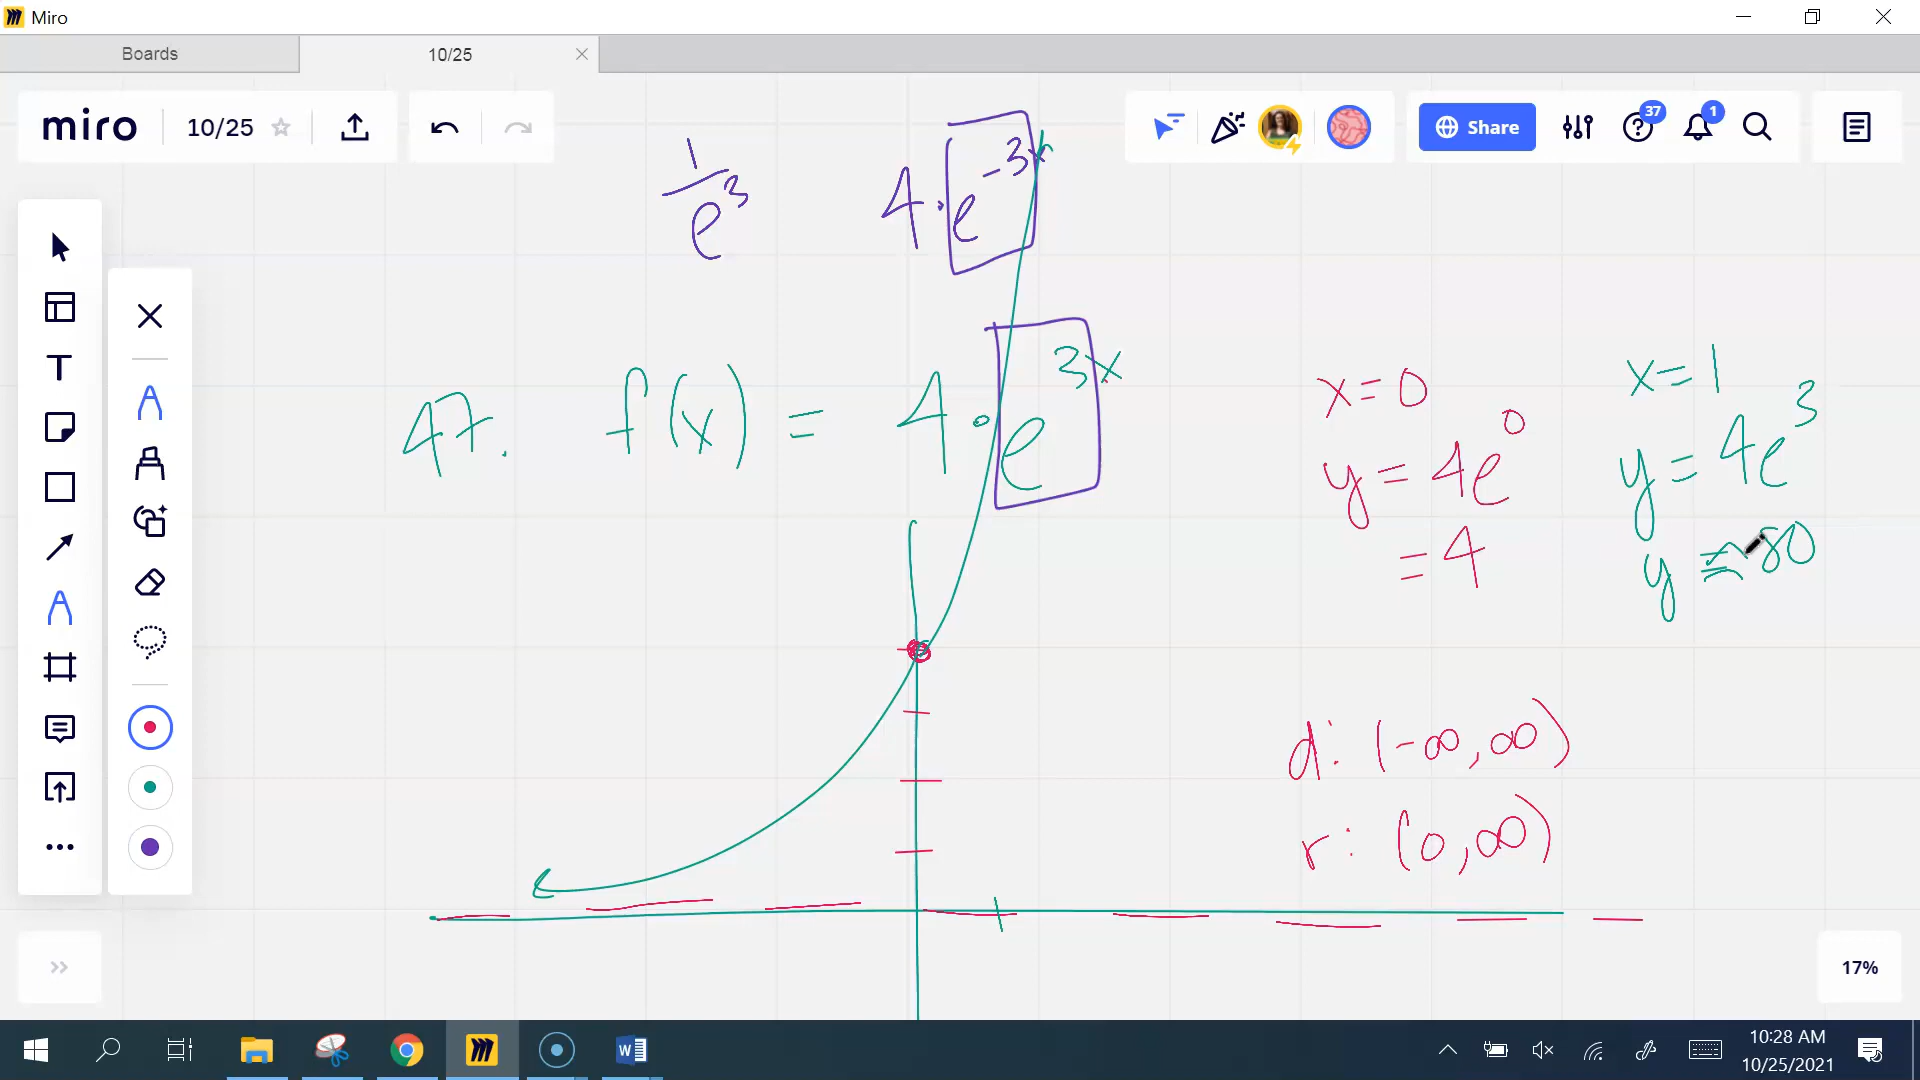 Miro
Boards
10/25
miro
10/25
Share
37
1
1/e^3
4·e^-3x
47. f(x) = 4·e^3x
x=0
y=4e^0
=4
x=1
y=4e^3
y≈80
d: (-∞,∞)
r: (0,∞)
T
17%
10:28 AM
10/25/2021